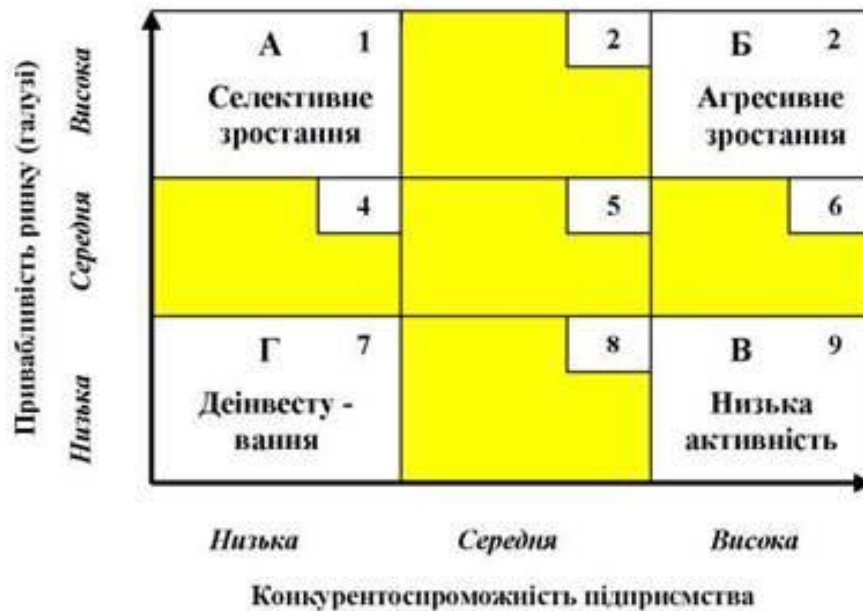 Привабливість ринку (галузі)
Висока
Середня
Низька
А 1
Селективне
зростання
2
Б 2
Агресивне
зростання
4
5
6
Г 7
Деінвесту -
вання
8
В 9
Низька
активність
Низька Середня Висока
Конкурентоспроможність підприємства